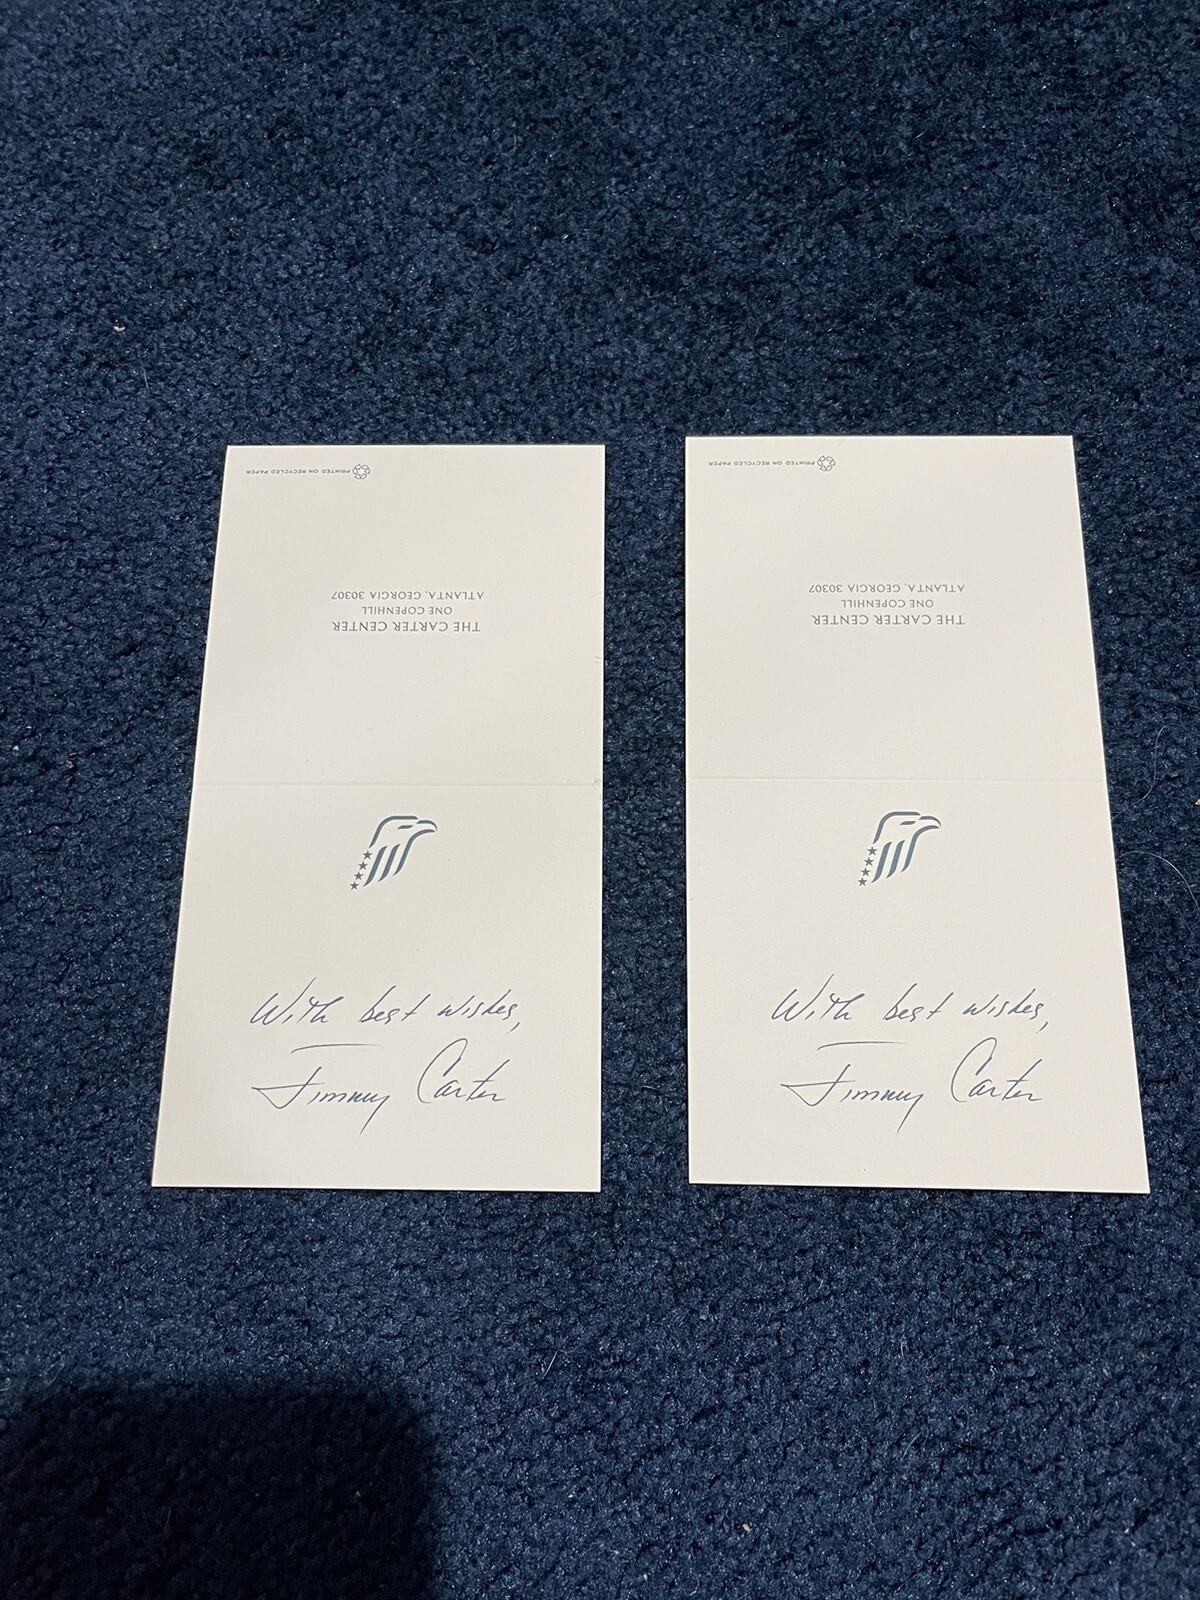 PRINTED ON RECYCLED PAPER
THE CARTER CENTER
ONE COPENHILL
ATLANTA, GEORGIA 30307
With best wishes,
Jimmy Carter
PRINTED ON RECYCLED PAPER
THE CARTER CENTER
ONE COPENHILL
ATLANTA, GEORGIA 30307
With best wishes,
Jimmy Carter